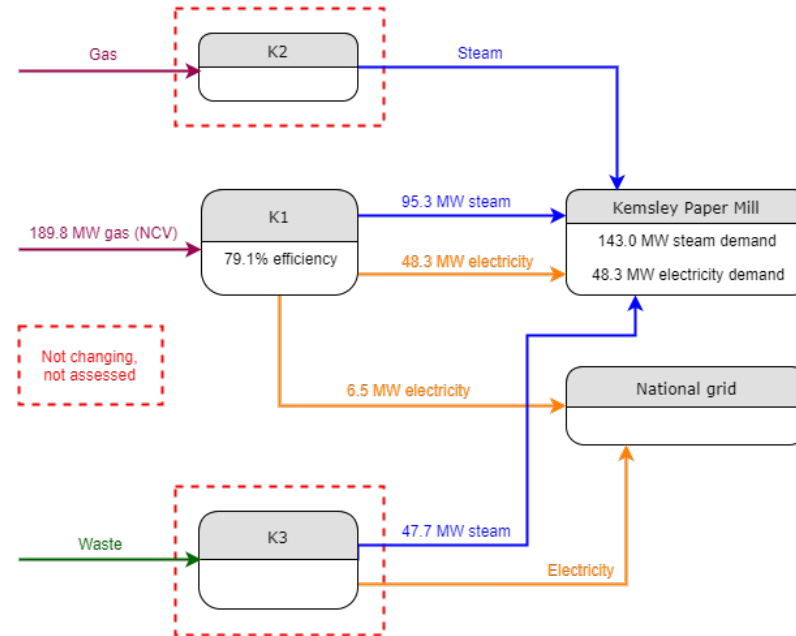 Gas
K2
Steam
189.8 MW gas (NCV)
K1
79.1% efficiency
95.3 MW steam
48.3 MW electricity
Kemsley Paper Mill
143.0 MW steam demand
48.3 MW electricity demand
Not changing,
not assessed
6.5 MW electricity
National grid
Waste
K3
47.7 MW steam
Electricity